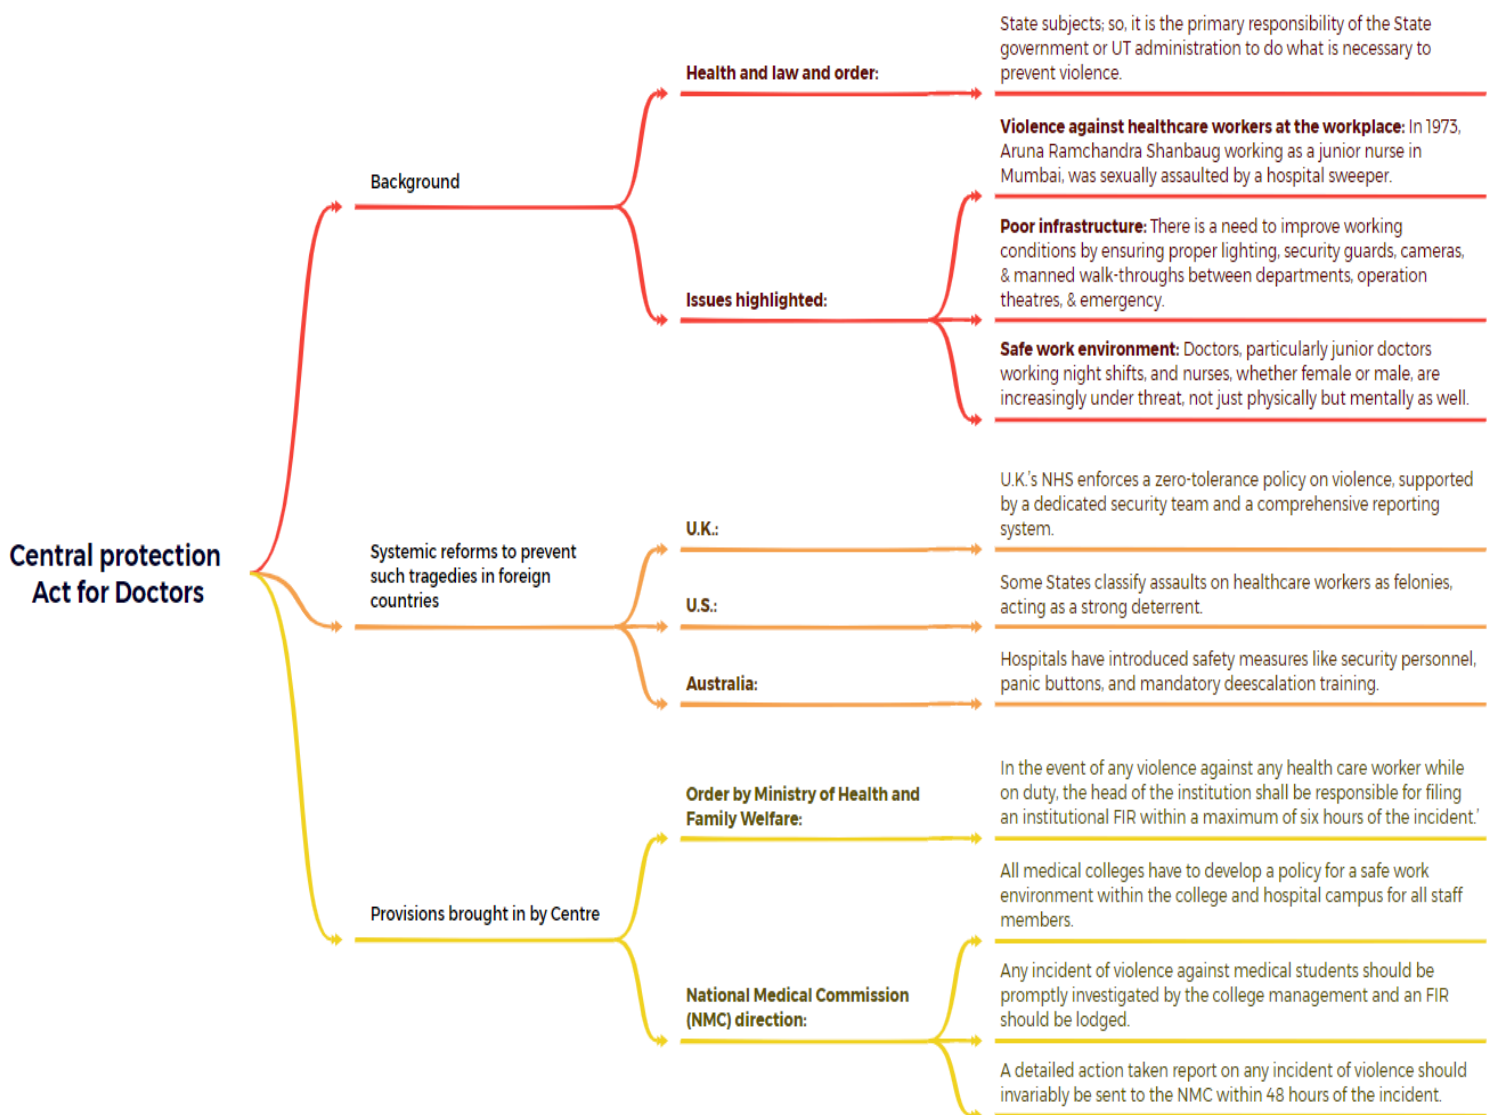 Central protection
Act for Doctors
Background
Health and law and order:
State subjects; so, it is the primary responsibility of the State
government or UT administration to do what is necessary to
prevent violence.
Issues highlighted:
Violence against healthcare workers at the workplace: In 1973,
Aruna Ramchandra Shanbaug working as a junior nurse in
Mumbai, was sexually assaulted by a hospital sweeper.
Poor infrastructure: There is a need to improve working
conditions by ensuring proper lighting, security guards, cameras,
& manned walk-throughs between departments, operation
theatres, & emergency.
Safe work environment: Doctors, particularly junior doctors
working night shifts, and nurses, whether female or male, are
increasingly under threat, not just physically but mentally as well.
Systemic reforms to prevent
such tragedies in foreign
countries
U.K.:
U.K.'s NHS enforces a zero-tolerance policy on violence, supported
by a dedicated security team and a comprehensive reporting
system.
U.S.:
Some States classify assaults on healthcare workers as felonies,
acting as a strong deterrent.
Australia:
Hospitals have introduced safety measures like security personnel,
panic buttons, and mandatory deescalation training.
Provisions brought in by Centre
Order by Ministry of Health and
Family Welfare:
In the event of any violence against any health care worker while
on duty, the head of the institution shall be responsible for filing
an institutional FIR within a maximum of six hours of the incident.'
National Medical Commission
(NMC) direction:
All medical colleges have to develop a policy for a safe work
environment within the college and hospital campus for all staff
members.
Any incident of violence against medical students should be
promptly investigated by the college management and an FIR
should be lodged.
A detailed action taken report on any incident of violence should
invariably be sent to the NMC within 48 hours of the incident.